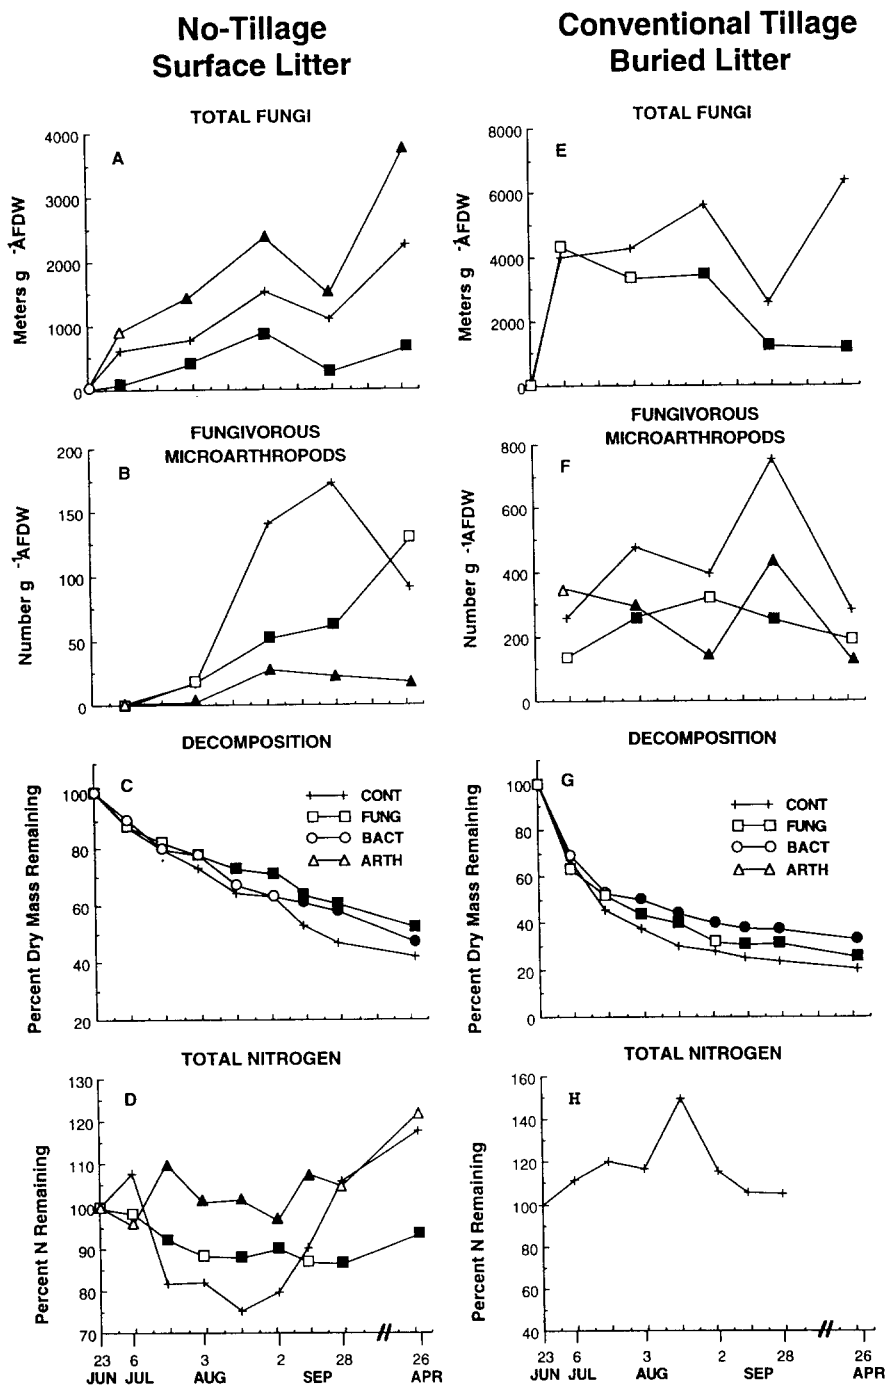 No-Tillage
Surface Litter
Conventional Tillage
Buried Litter
TOTAL FUNGI
A
4000
3000
2000
1000
0
Meters g -1AFDW
TOTAL FUNGI
E
8000
6000
4000
2000
0
Meters g -1AFDW
FUNGIVOROUS
MICROARTHROPODS
B
200
150
100
50
0
Number g -1AFDW
FUNGIVOROUS
MICROARTHROPODS
F
800
600
400
200
0
Number g -1AFDW
DECOMPOSITION
C
100
80
60
40
20
Percent Dry Mass Remaining
CONT
FUNG
BACT
ARTH
DECOMPOSITION
G
100
80
60
40
20
0
Percent Dry Mass Remaining
CONT
FUNG
BACT
ARTH
TOTAL NITROGEN
D
130
120
110
100
90
80
70
Percent N Remaining
23 6 3 2 28 26
JUN JUL AUG SEP APR
TOTAL NITROGEN
H
160
140
120
100
80
60
40
Percent N Remaining
23 6 3 2 28 26
JUN JUL AUG SEP APR